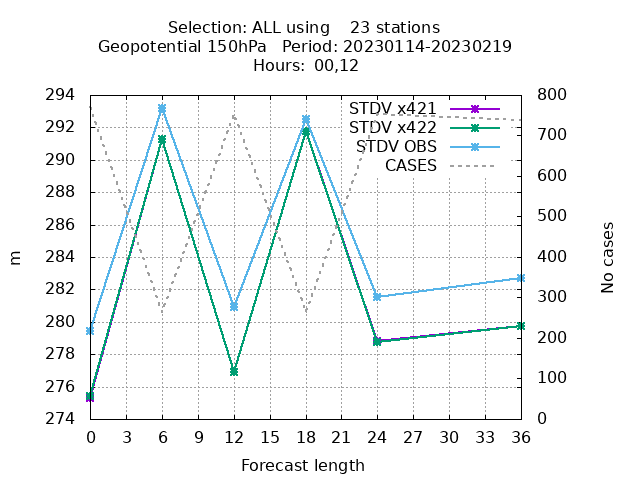 Selection: ALL using    23 stations
Geopotential 150hPa   Period: 20230114-20230219
Hours:  00,12
STDV x421
STDV x422
STDV OBS
CASES
294
292
290
288
286
284
282
280
278
276
274
m
800
700
600
500
400
300
200
100
0
No cases
0 3 6 9 12 15 18 21 24 27 30 33 36
Forecast length